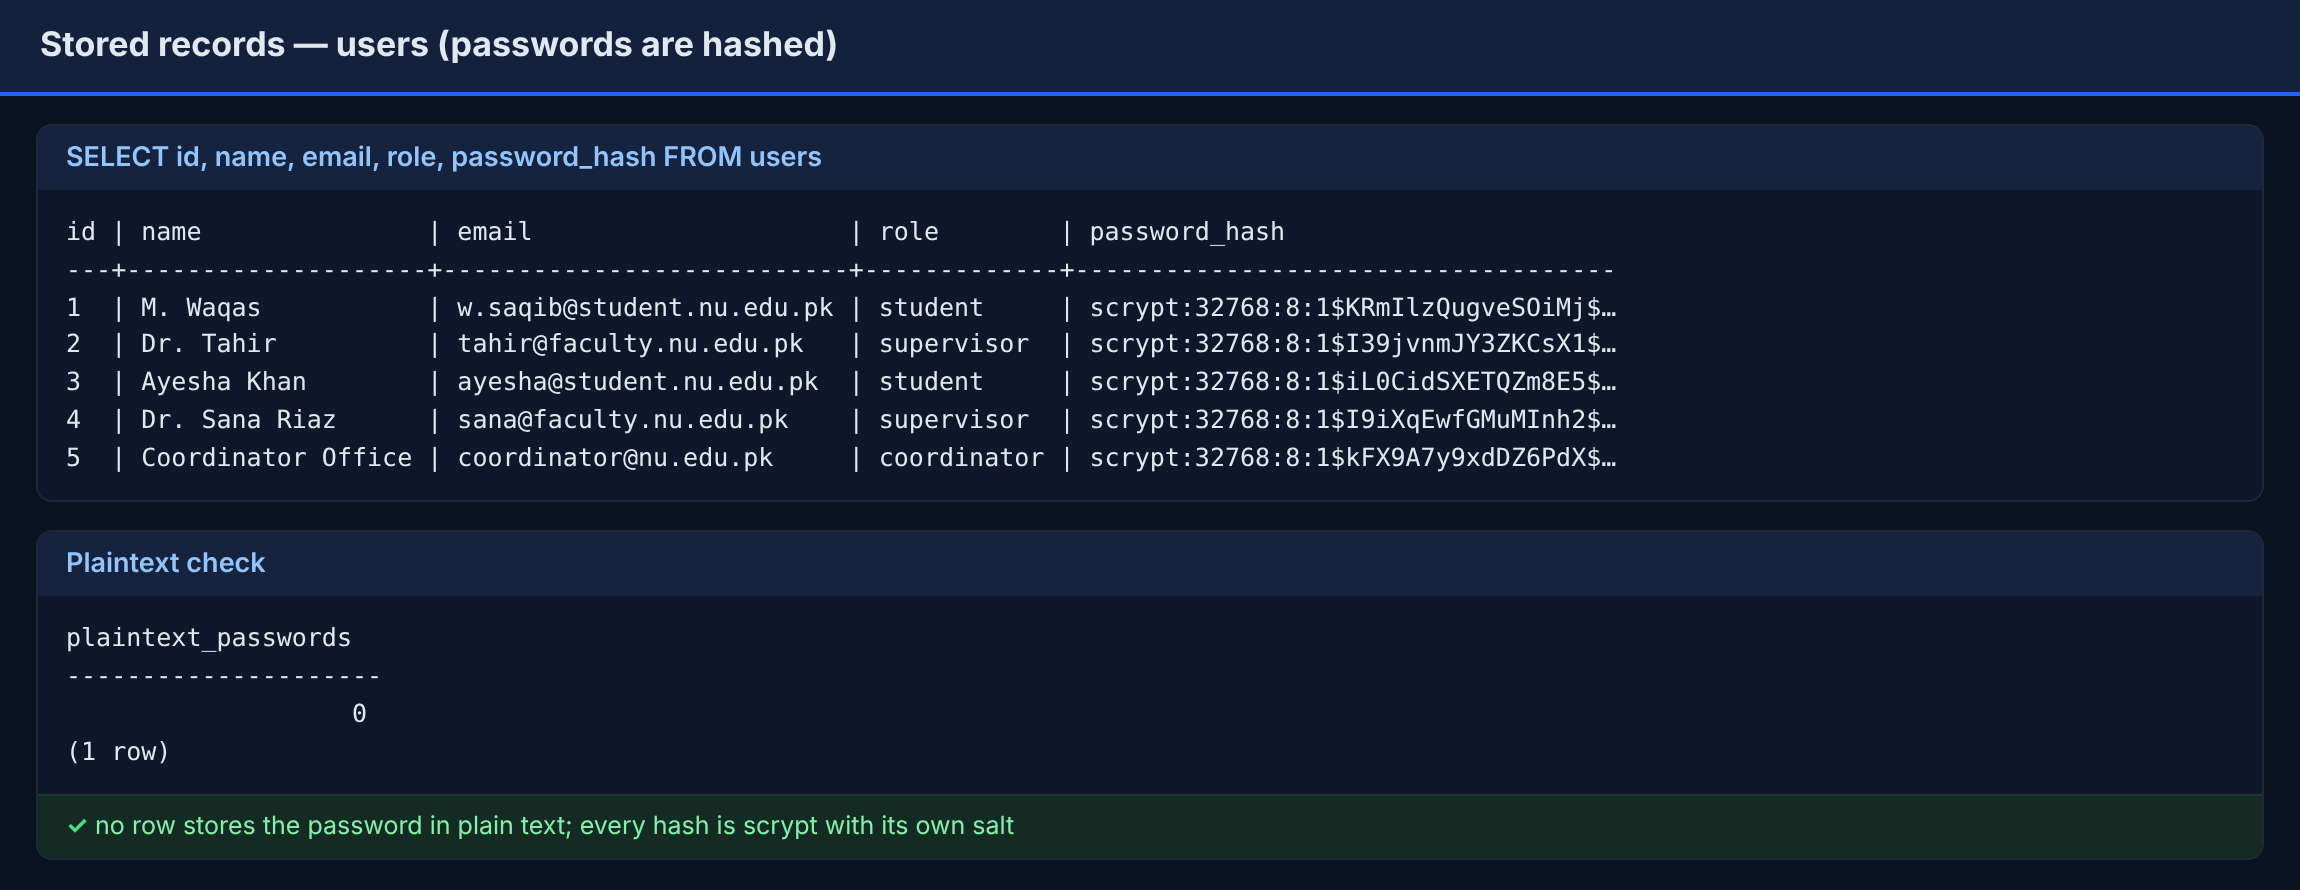 Stored records — users (passwords are hashed)
SELECT id, name, email, role, password_hash FROM users
id | name               | email                     | role        | password_hash
---+--------------------+---------------------------+-------------+------------------------------------
1  | M. Waqas           | w.saqib@student.nu.edu.pk | student     | scrypt:32768:8:1$KRmIlzQugveSOiMj$…
2  | Dr. Tahir          | tahir@faculty.nu.edu.pk   | supervisor  | scrypt:32768:8:1$I39jvnmJY3ZKCsX1$…
3  | Ayesha Khan        | ayesha@student.nu.edu.pk  | student     | scrypt:32768:8:1$iL0CidSXETQZm8E5$…
4  | Dr. Sana Riaz      | sana@faculty.nu.edu.pk    | supervisor  | scrypt:32768:8:1$I9iXqEwfGMuMInh2$…
5  | Coordinator Office | coordinator@nu.edu.pk     | coordinator | scrypt:32768:8:1$kFX9A7y9xdDZ6PdX$…
Plaintext check
plaintext_passwords
---------------------
                   0
(1 row)
✓ no row stores the password in plain text; every hash is scrypt with its own salt